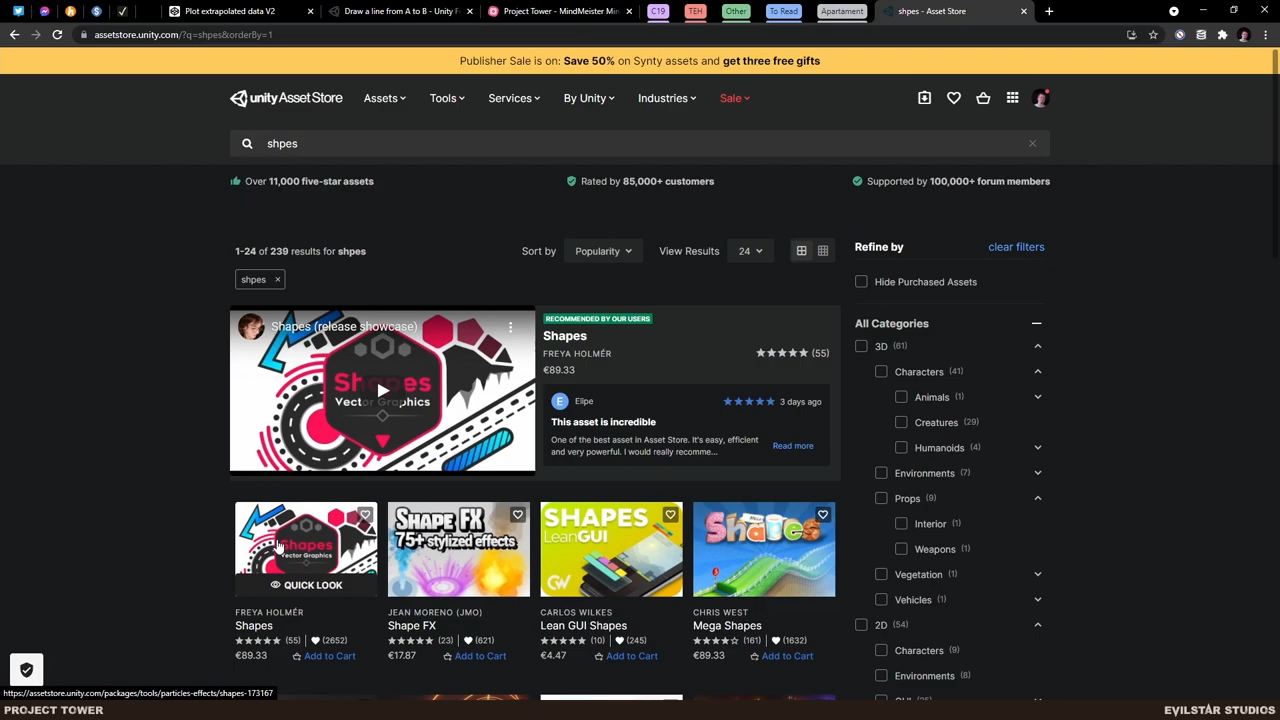 Plot extrapolated data V2
Draw a line from A to B - Unity F
Project Tower - MindMeister Min
C19
TEH
Other
To Read
Apartament
shpes - Asset Store
assetstore.unity.com/?q=shpes&orderBy=1
Publisher Sale is on: Save 50% on Synty assets and get three free gifts
unity Asset Store
Assets
Tools
Services
By Unity
Industries
Sale
shpes
Over 11,000 five-star assets
Rated by 85,000+ customers
Supported by 100,000+ forum members
1-24 of 239 results for shpes
Sort by
Popularity
View Results
24
Refine by
clear filters
shpes ×
Hide Purchased Assets
Shapes (release showcase)
Shapes
Vector Graphics
RECOMMENDED BY OUR USERS
Shapes
FREYA HOLMÉR
(55)
€89.33
E
Elipe
3 days ago
This asset is incredible
One of the best asset in Asset Store. It's easy, efficient
and very powerful. I would really recomme...
Read more
All Categories
3D (61)
Characters (41)
Animals (1)
Creatures (29)
Humanoids (4)
Environments (7)
Props (9)
Interior (1)
Weapons (1)
Vegetation (1)
Vehicles (1)
2D (54)
Characters (9)
Environments (8)
Shapes
Vector Graphics
QUICK LOOK
FREYA HOLMÉR
Shapes
(55) (2652)
€89.33 Add to Cart
SHAPE FX
75+ stylized effects
JEAN MORENO (JMO)
Shape FX
(23) (621)
€17.87 Add to Cart
SHAPES
LeanGUI
CW
CARLOS WILKES
Lean GUI Shapes
(10) (245)
€4.47 Add to Cart
Mega
Shapes
CHRIS WEST
Mega Shapes
(161) (1632)
€89.33 Add to Cart
https://assetstore.unity.com/packages/tools/particles-effects/shapes-173167
PROJECT TOWER
EVILSTAR STUDIOS